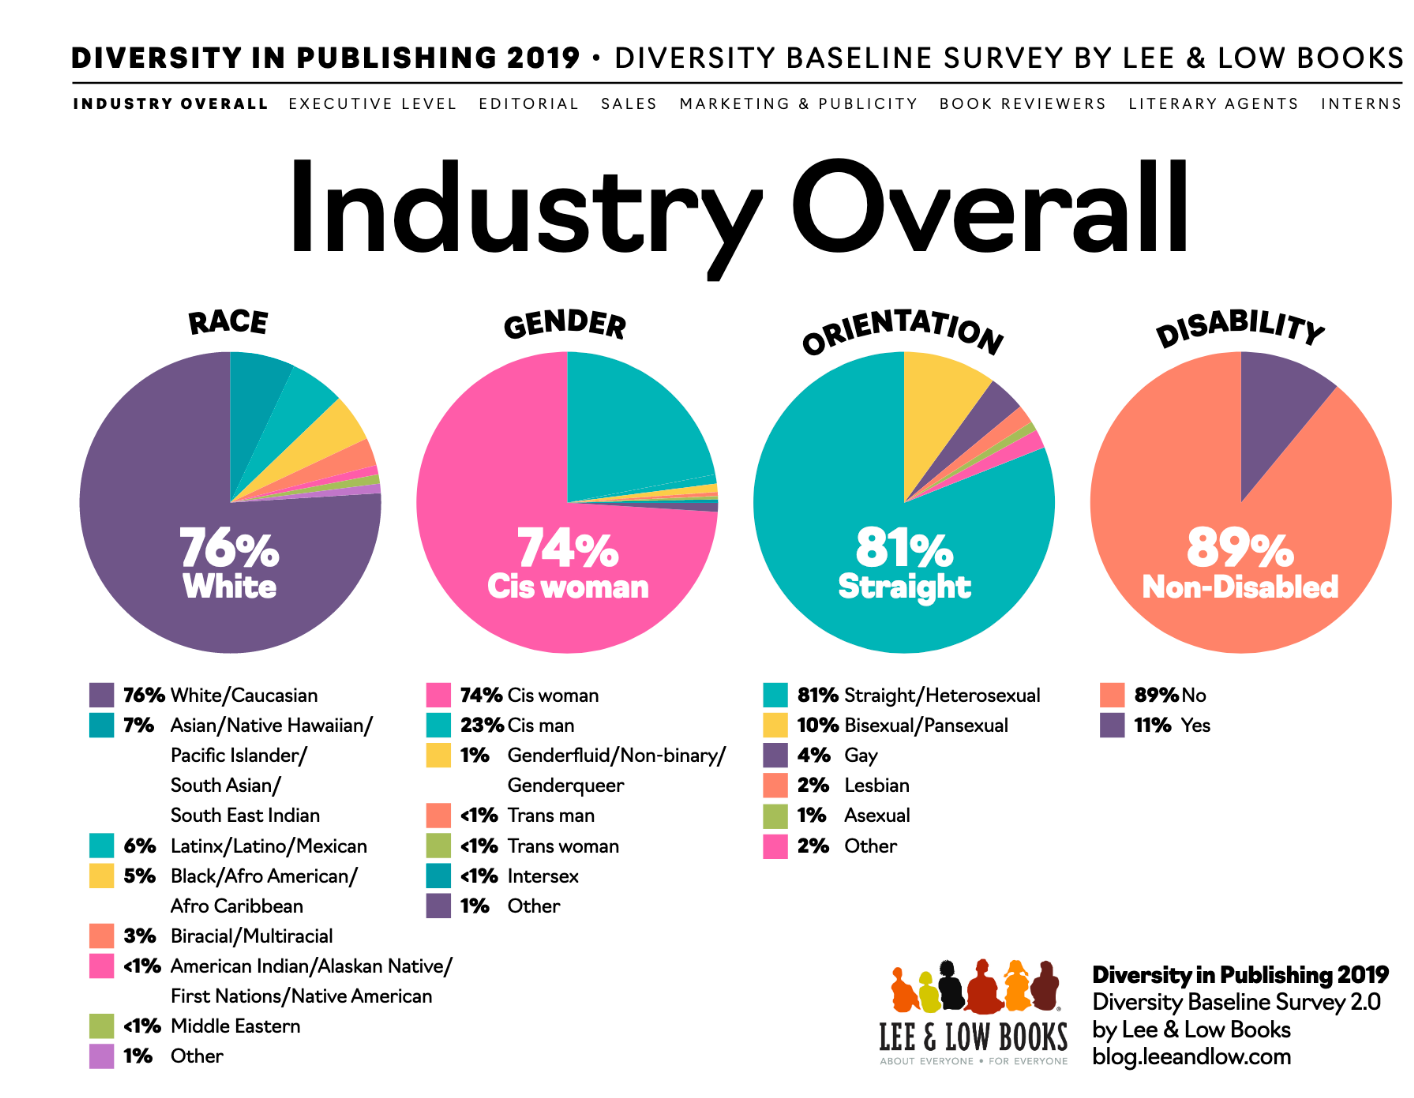 DIVERSITY IN PUBLISHING 2019 • DIVERSITY BASELINE SURVEY BY LEE & LOW BOOKS
INDUSTRY OVERALL EXECUTIVE LEVEL EDITORIAL SALES MARKETING & PUBLICITY BOOK REVIEWERS LITERARY AGENTS INTERNS
Industry Overall
RACE
76%
White
76% White/Caucasian
7% Asian/Native Hawaiian/
Pacific Islander/
South Asian/
South East Indian
6% Latinx/Latino/Mexican
5% Black/Afro American/
Afro Caribbean
3% Biracial/Multiracial
<1% American Indian/Alaskan Native/
First Nations/Native American
<1% Middle Eastern
1% Other
GENDER
74%
Cis woman
74% Cis woman
23% Cis man
1% Genderfluid/Non-binary/
Genderqueer
<1% Trans man
<1% Trans woman
<1% Intersex
1% Other
ORIENTATION
81%
Straight
81% Straight/Heterosexual
10% Bisexual/Pansexual
4% Gay
2% Lesbian
1% Asexual
2% Other
DISABILITY
89%
Non-Disabled
89% No
11% Yes
LEE & LOW BOOKS
ABOUT EVERYONE • FOR EVERYONE
Diversity in Publishing 2019
Diversity Baseline Survey 2.0
by Lee & Low Books
blog.leeandlow.com